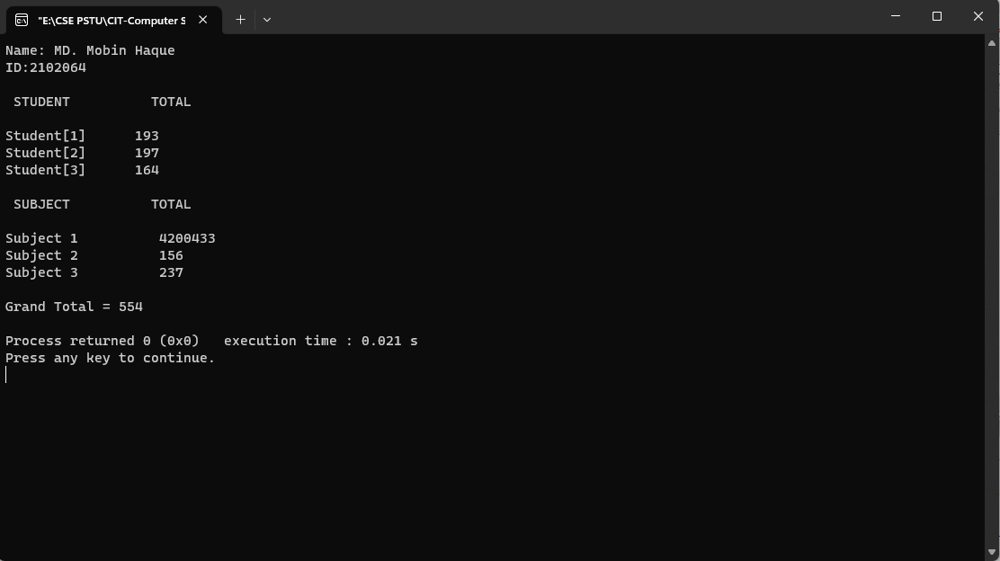 "E:\CSE PSTU\CIT-Computer S
Name: MD. Mobin Haque
ID:2102064
STUDENT TOTAL
Student[1] 193
Student[2] 197
Student[3] 164
SUBJECT TOTAL
Subject 1 4200433
Subject 2 156
Subject 3 237
Grand Total = 554
Process returned 0 (0x0) execution time : 0.021 s
Press any key to continue.